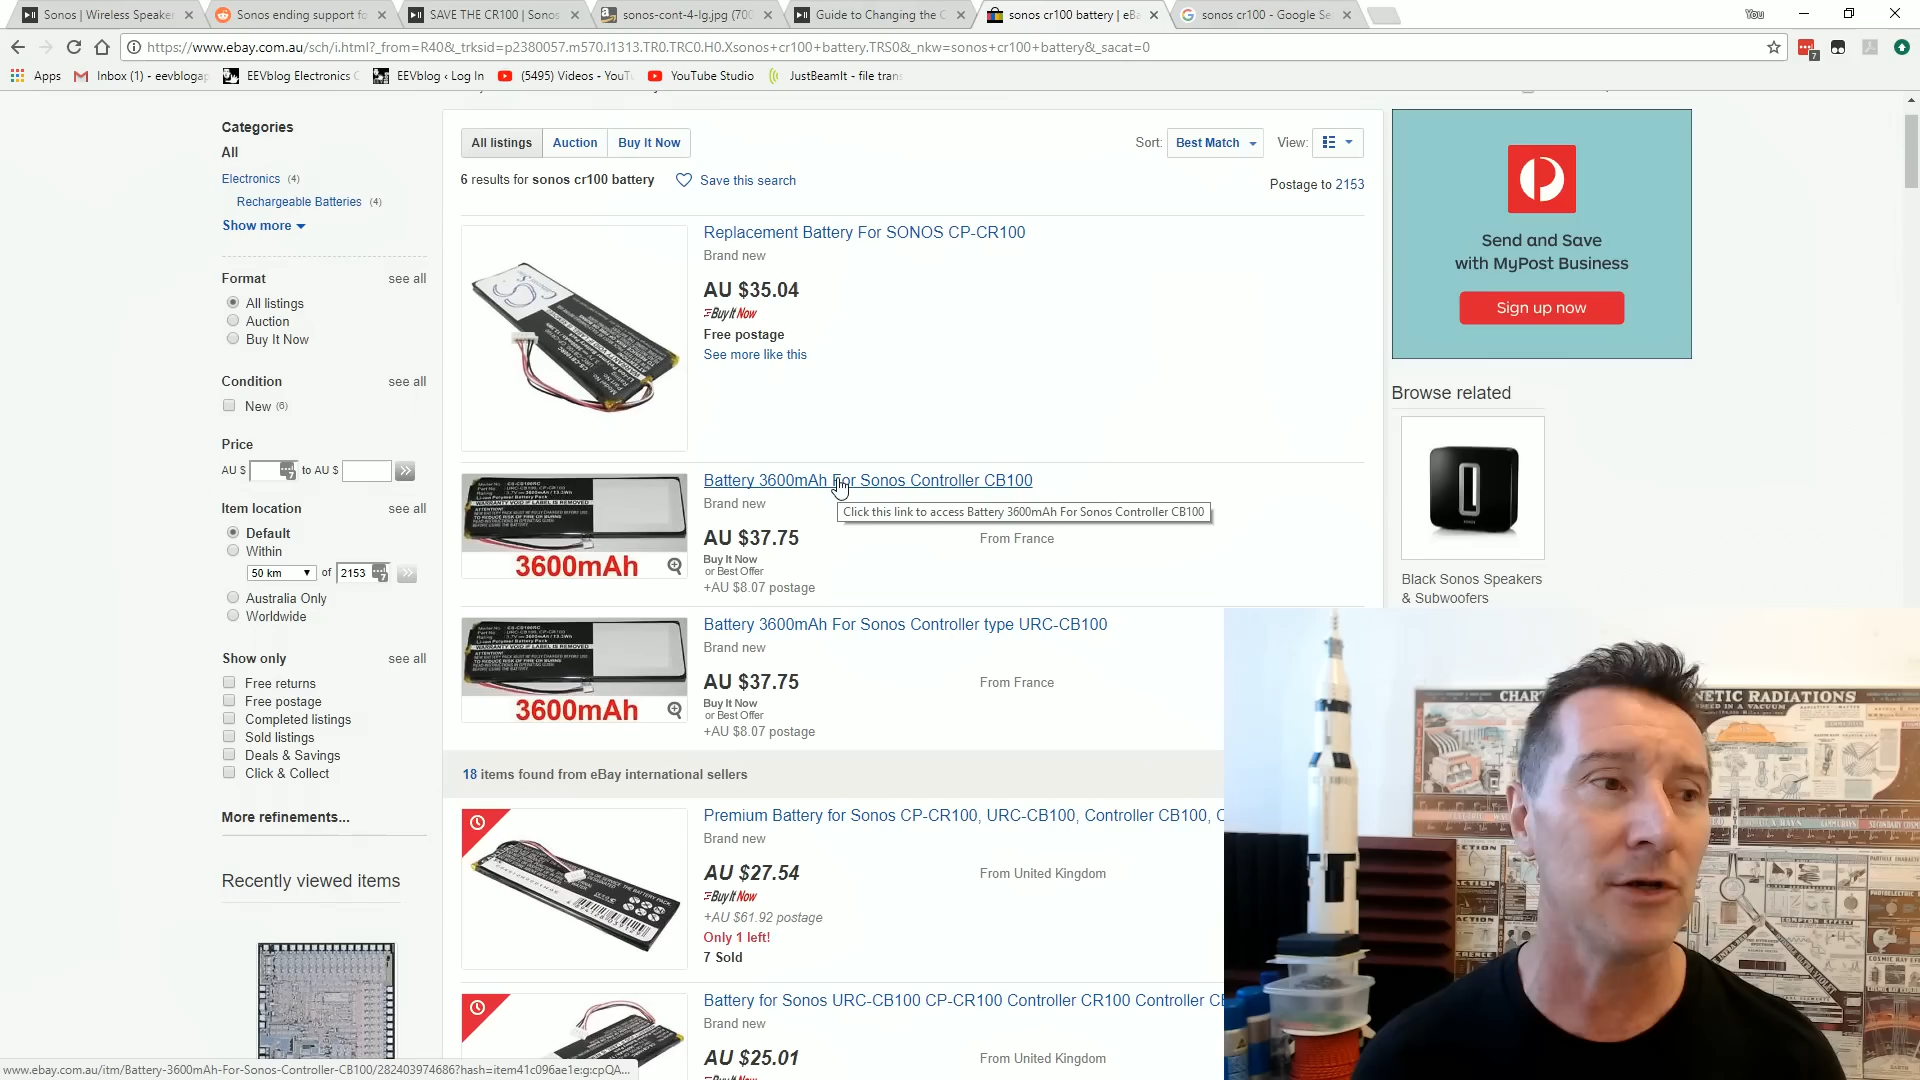 Sonos | Wireless Speake
Sonos ending support fo
SAVE THE CR100 | Sonos
sonos-cont-4-lg.jpg (700
Guide to Changing the C
sonos cr100 battery | eBa
sonos cr100 - Google Se
You
https://www.ebay.com.au/sch/i.html?_from=R40&_trksid=p2380057.m570.l1313.TR0.TRC0.H0.Xsonos+cr100+battery.TRS0&_nkw=sonos+cr100+battery&_sacat=0
7
Apps
Inbox (1) - eevblogap
EEVblog Electronics C
EEVblog ‹ Log In
(5495) Videos - YouTu
YouTube Studio
JustBeamIt - file tran
Categories
All
Electronics (4)
Rechargeable Batteries (4)
Show more
Format
see all
All listings
Auction
Buy It Now
Condition
see all
New (6)
Price
AU $
to AU $
Item location
see all
Default
Within
50 km
of
2153
Australia Only
Worldwide
Show only
see all
Free returns
Free postage
Completed listings
Sold listings
Deals & Savings
Click & Collect
More refinements...
Recently viewed items
All listings
Auction
Buy It Now
Sort:
Best Match
View:
6 results for sonos cr100 battery
Save this search
Postage to 2153
Replacement Battery For SONOS CP-CR100
Brand new
AU $35.04
Buy It Now
Free postage
See more like this
Battery 3600mAh For Sonos Controller CB100
Brand new
Click this link to access Battery 3600mAh For Sonos Controller CB100
AU $37.75
From France
Buy It Now
or Best Offer
+AU $8.07 postage
3600mAh
Battery 3600mAh For Sonos Controller type URC-CB100
Brand new
AU $37.75
From France
Buy It Now
or Best Offer
+AU $8.07 postage
3600mAh
18 items found from eBay international sellers
Premium Battery for Sonos CP-CR100, URC-CB100, Controller CB100, C
Brand new
AU $27.54
From United Kingdom
Buy It Now
+AU $61.92 postage
Only 1 left!
7 Sold
Battery for Sonos URC-CB100 CP-CR100 Controller CR100 Controller CB
Brand new
AU $25.01
From United Kingdom
Send and Save
with MyPost Business
Sign up now
Browse related
Black Sonos Speakers
& Subwoofers
CHART
NETIC RADIATIONS
www.ebay.com.au/itm/Battery-3600mAh-For-Sonos-Controller-CB100/282403974686?hash=item41c096ae1e:g:cpQA...